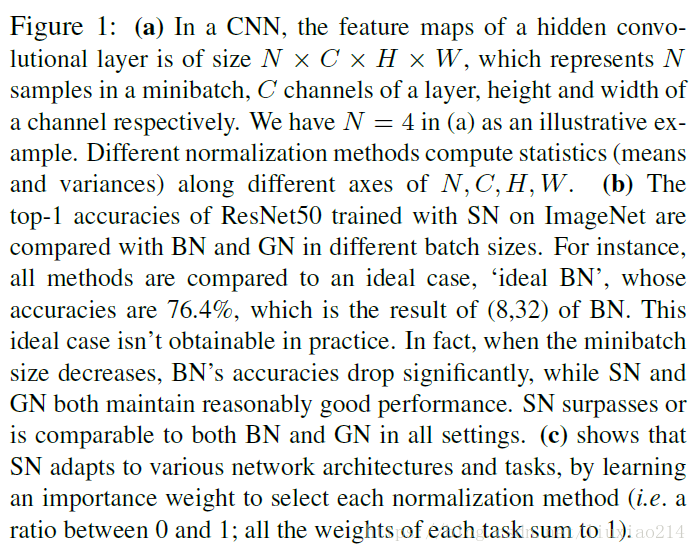 Figure 1: (a) In a CNN, the feature maps of a hidden convo-
lutional layer is of size N × C × H × W, which represents N
samples in a minibatch, C channels of a layer, height and width of
a channel respectively. We have N = 4 in (a) as an illustrative ex-
ample. Different normalization methods compute statistics (means
and variances) along different axes of N, C, H, W. (b) The
top-1 accuracies of ResNet50 trained with SN on ImageNet are
compared with BN and GN in different batch sizes. For instance,
all methods are compared to an ideal case, ‘ideal BN’, whose
accuracies are 76.4%, which is the result of (8,32) of BN. This
ideal case isn’t obtainable in practice. In fact, when the minibatch
size decreases, BN’s accuracies drop significantly, while SN and
GN both maintain reasonably good performance. SN surpasses or
is comparable to both BN and GN in all settings. (c) shows that
SN adapts to various network architectures and tasks, by learning
an importance weight to select each normalization method (i.e. a
ratio between 0 and 1; all the weights of each task sum to 1).